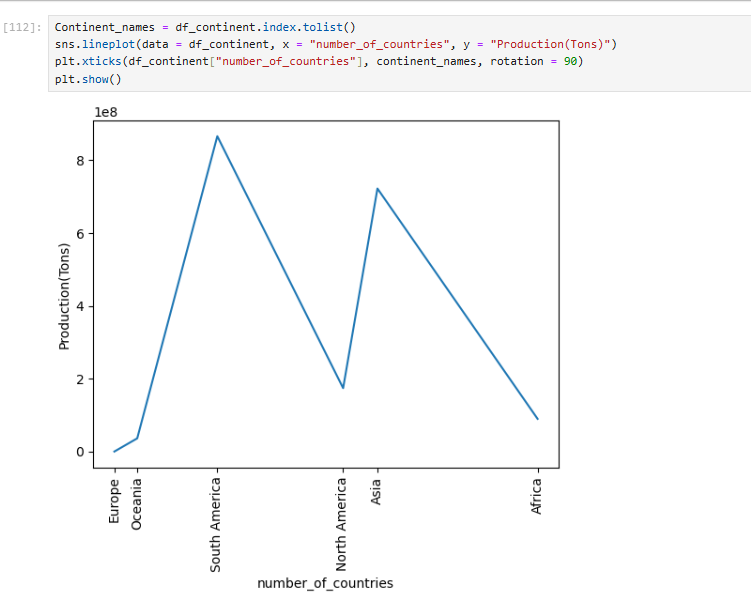 [112]: Continent_names = df_continent.index.tolist()
sns.lineplot(data = df_continent, x = "number_of_countries", y = "Production(Tons)")
plt.xticks(df_continent["number_of_countries"], continent_names, rotation = 90)
plt.show()
1e8
8
6
4
2
0
Production(Tons)
Europe
Oceania
South America
North America
Asia
Africa
number_of_countries